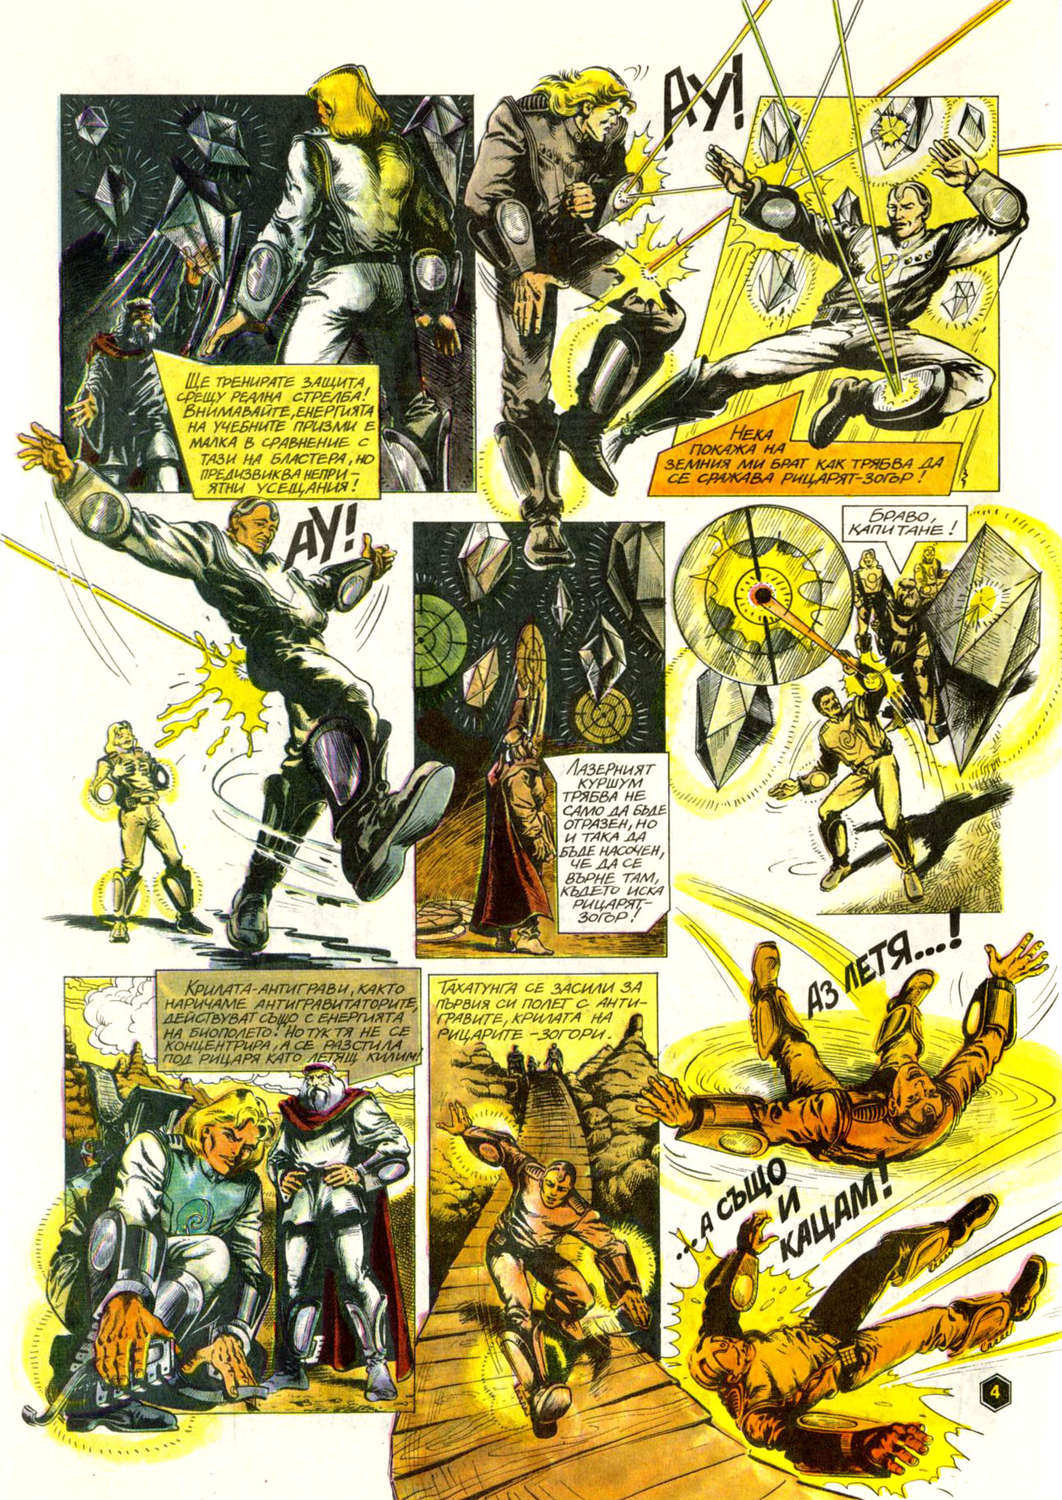 АУ!
ЩЕ ТРЕНИРАТЕ ЗАЩИТА
СРЕЩУ РЕАЛНА СТРЕЛБА!
ВНИМАВАЙТЕ, ЕНЕРГИЯТА
НА УЧЕБНИТЕ ПРИЗМИ Е
МАЛКА В СРАВНЕНИЕ С
ТАЗИ НА БЛАСТЕРА, НО
ПРЕДИЗВИКВА НЕПРИ-
ЯТНИ УСЕЩАНИЯ!
НЕКА
ПОКАЖА НА
ЗЕМНИЯ МИ БРАТ КАК ТРЯБВА ДА
СЕ СРАЖАВА РИЦАРЯТ-ЗОГЪР!
АУ!
ЛАЗЕРНИЯТ
КУРШУМ
ТРЯБВА НЕ
САМО ДА БЪДЕ
ОТРАЗЕН, НО
И ТАКА ДА
БЪДЕ НАСОЧЕН,
ЧЕ ДА СЕ
ВЪРНЕ ТАМ,
КЪДЕТО ИСКА
РИЦАРЯТ-
ЗОГЪР!
БРАВО,
КАПИТАНЕ!
КРИЛАТА-АНТИГРАВИ, КАКТО
НАРИЧАМЕ АНТИГРАВИТАТОРИТЕ,
ДЕЙСТВУВАТ СЪЩО С ЕНЕРГИЯТА
НА БИОПОЛЕТО! НО ТУК ТЯ НЕ СЕ
КОНЦЕНТРИРА, А СЕ РАЗСТИЛА
ПОД РИЦАРЯ КАТО ЛЕТЯЩ КИЛИМ!
ТАХАТУНГА СЕ ЗАСИЛИ ЗА
ПЪРВИЯ СИ ПОЛЕТ С АНТИ-
ГРАВИТЕ, КРИЛАТА НА
РИЦАРИТЕ-ЗОГОРИ.
АЗ ЛЕТЯ...!
...А СЪЩО
И
КАЦАМ!
4